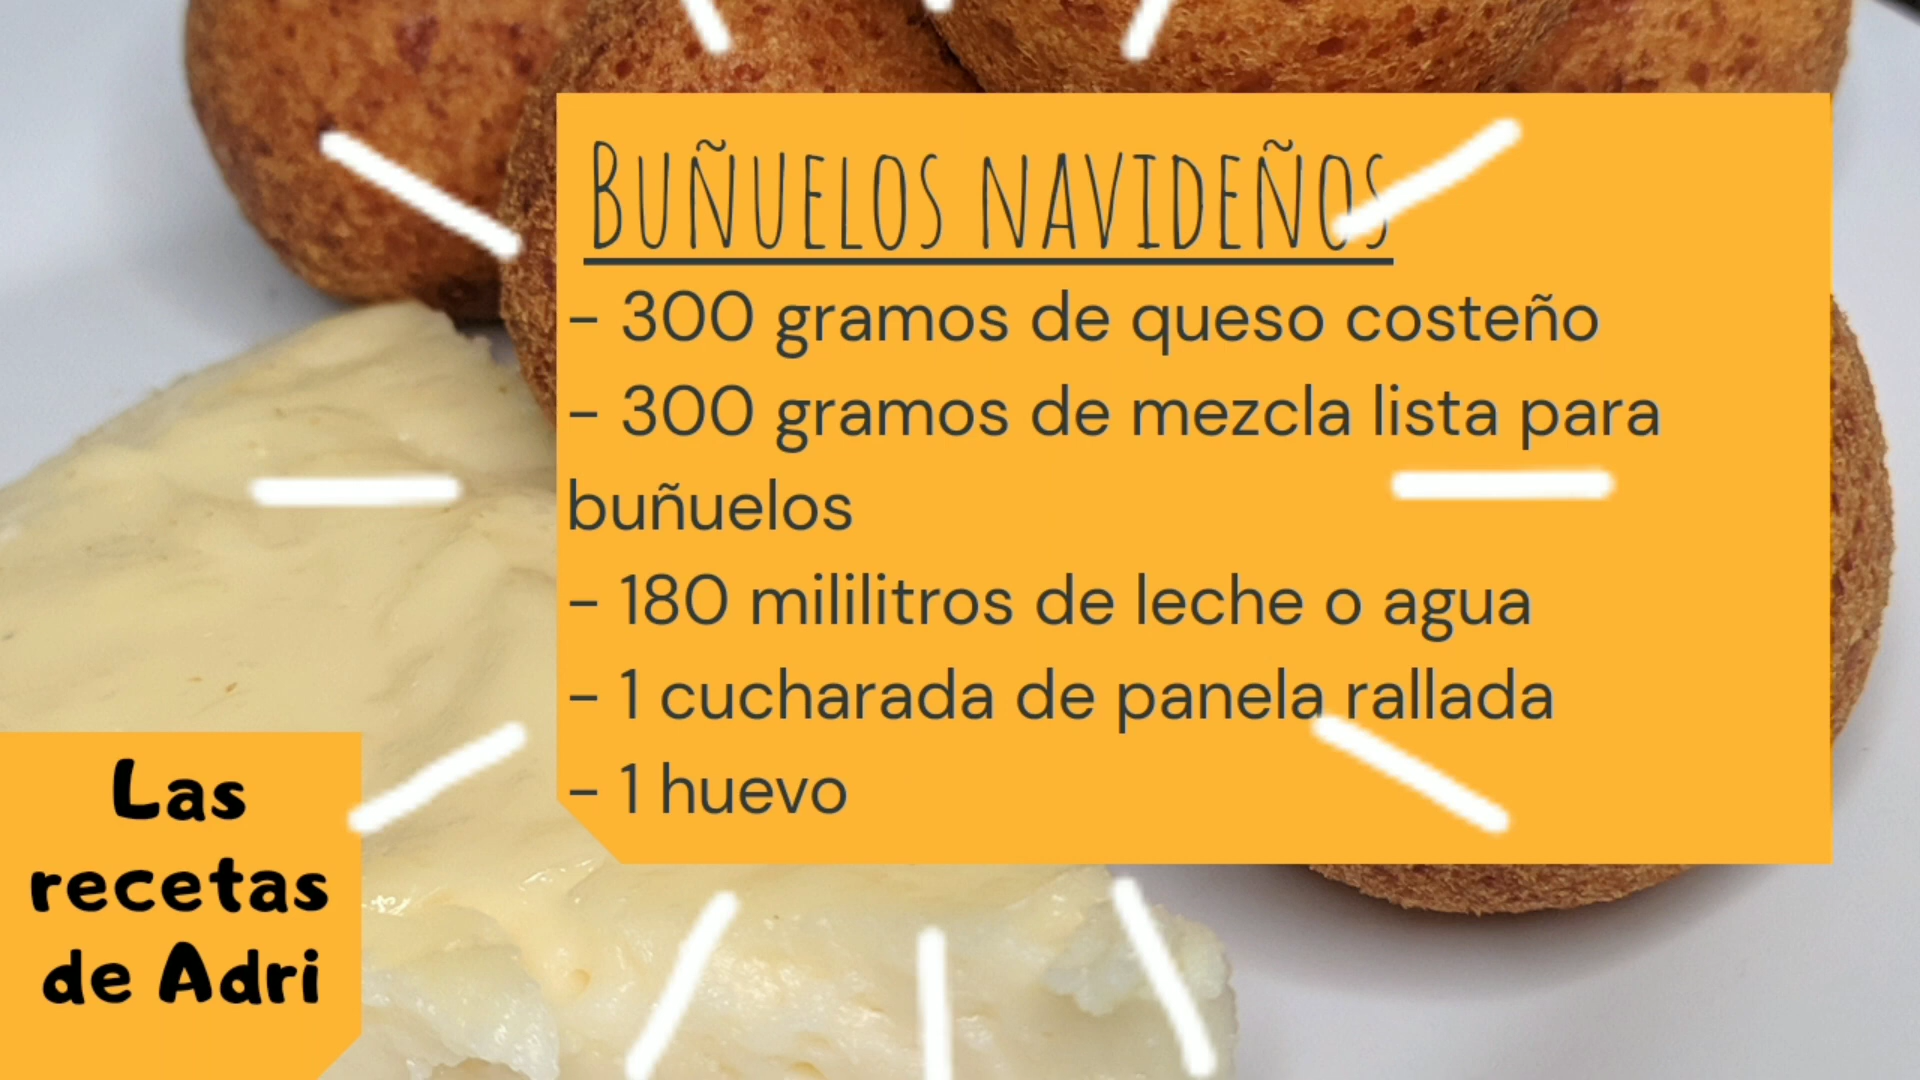 Buñuelos navideños
- 300 gramos de queso costeño
- 300 gramos de mezcla lista para
buñuelos
- 180 mililitros de leche o agua
- 1 cucharada de panela rallada
- 1 huevo
Las
recetas
de Adri